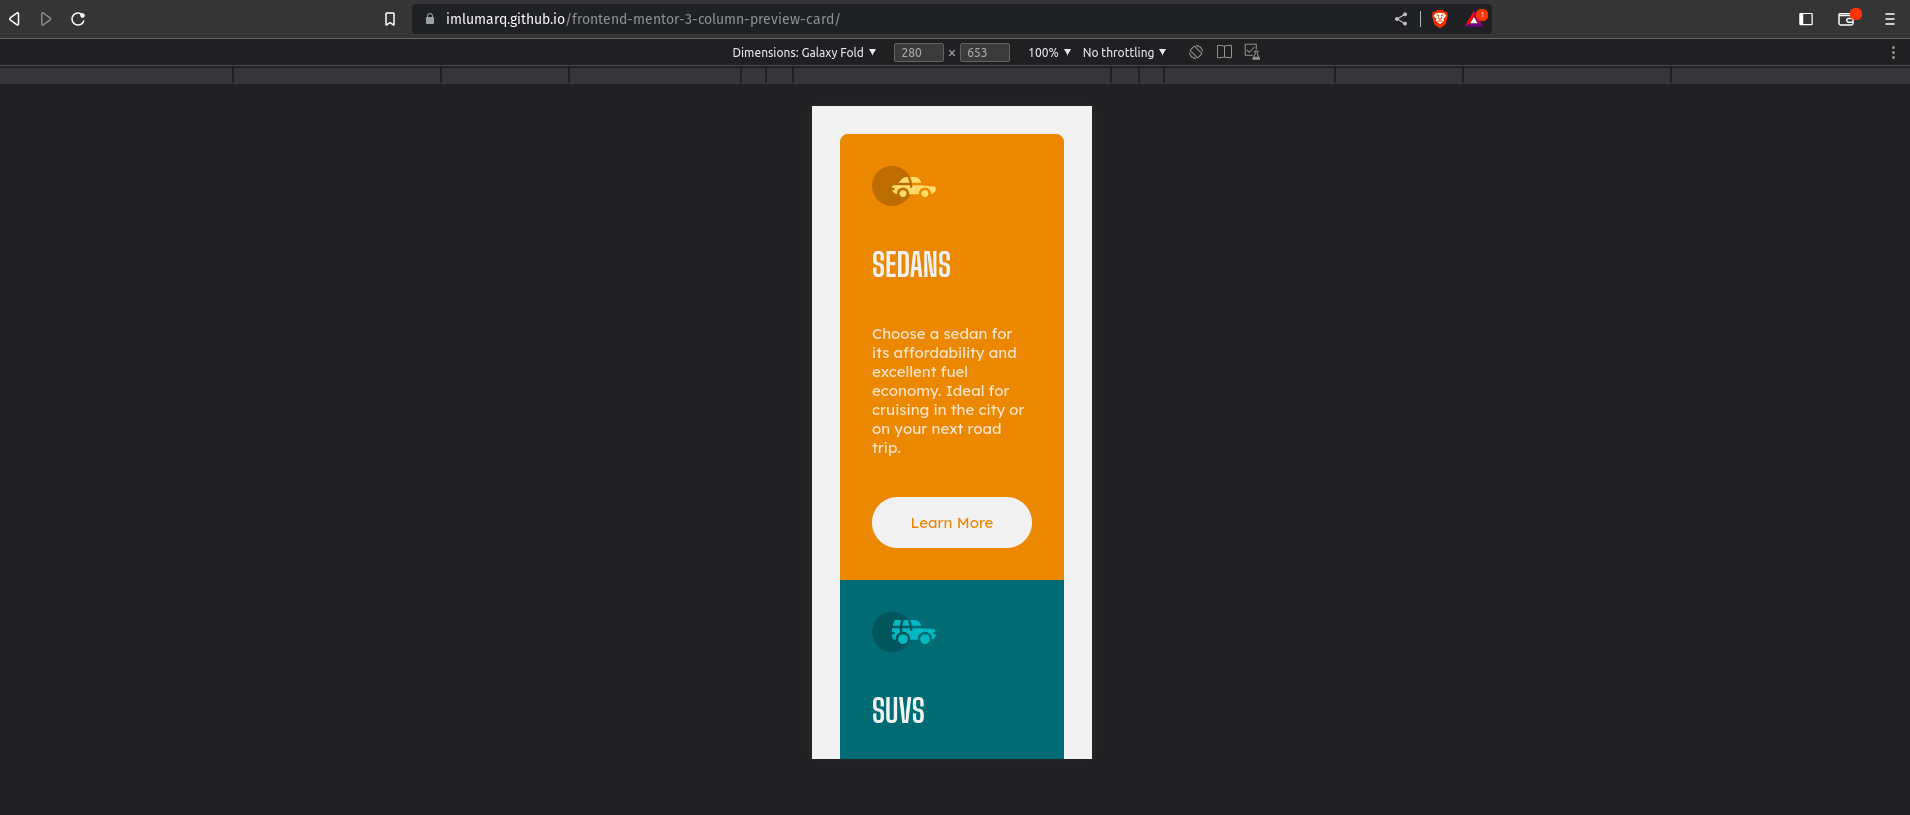 imlumarq.github.io/frontend-mentor-3-column-preview-card/
1
Dimensions: Galaxy Fold 280 × 653 100% No throttling
SEDANS
Choose a sedan for
its affordability and
excellent fuel
economy. Ideal for
cruising in the city or
on your next road
trip.
Learn More
SUVS